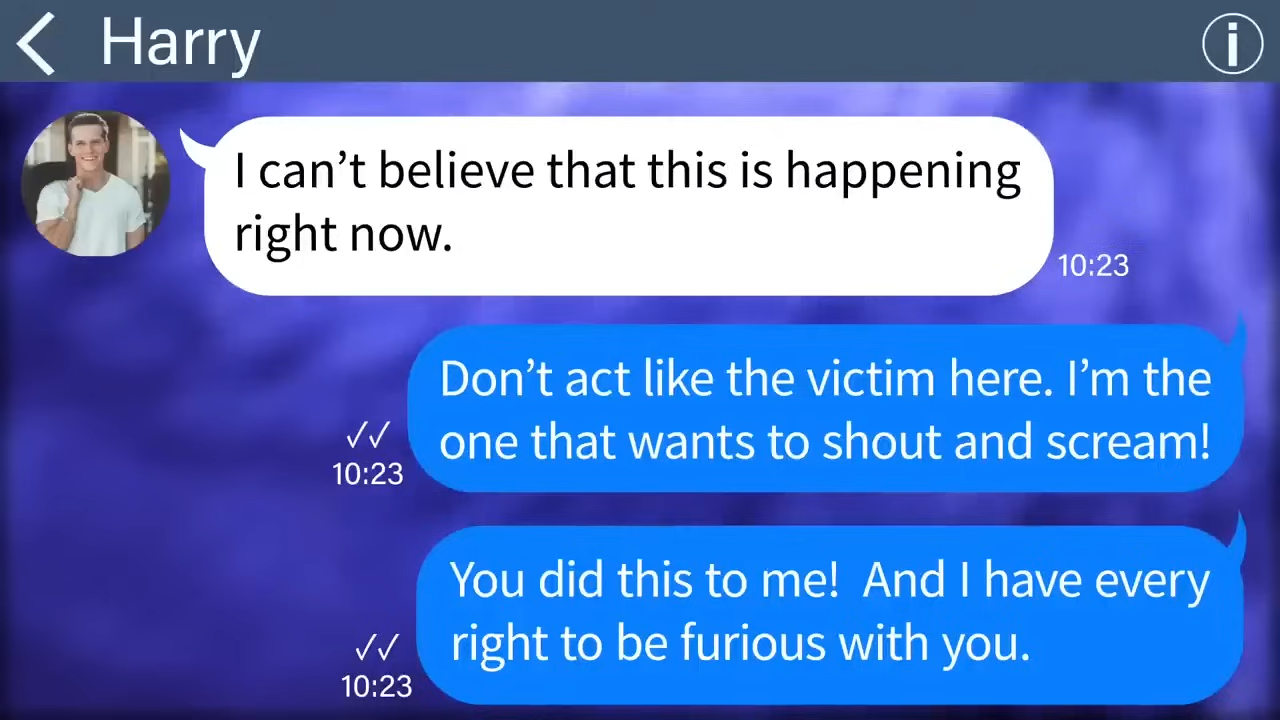 Harry
I can’t believe that this is happening
right now.
10:23
Don’t act like the victim here. I’m the
one that wants to shout and scream!
10:23
You did this to me!  And I have every
right to be furious with you.
10:23